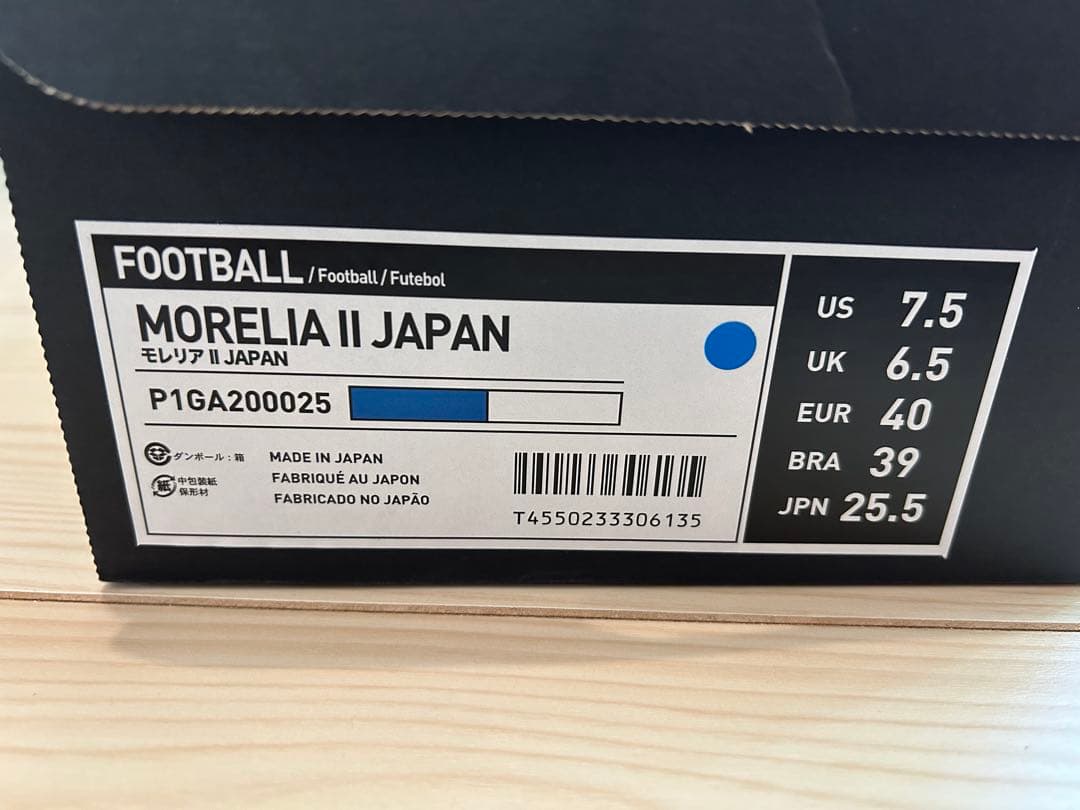 FOOTBALL / Football / Futebol
MORELIA II JAPAN
モレリア II JAPAN
P1GA200025
ダンボール : 箱
紙 中包装紙
保形材
MADE IN JAPAN
FABRIQUÉ AU JAPON
FABRICADO NO JAPÃO
T4550233306135
US 7.5
UK 6.5
EUR 40
BRA 39
JPN 25.5